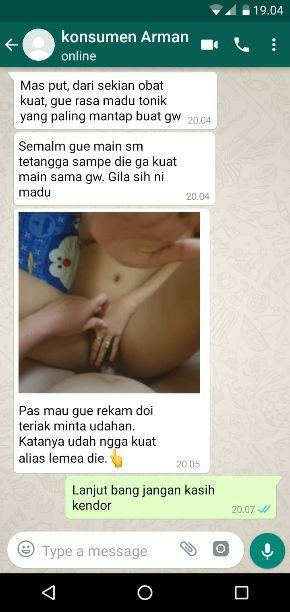 19.04
konsumen Arman
online
Mas put, dari sekian obat
kuat, gue rasa madu tonik
yang paling mantap buat gw 20.04
Semalm gue main sm
tetangga sampe die ga kuat
main sama gw. Gila sih ni
madu
20.04
Pas mau gue rekam doi
teriak minta udahan.
Katanya udah ngga kuat
alias lemea die.👆
20.05
Lanjut bang jangan kasih
kendor
20.07
Type a message